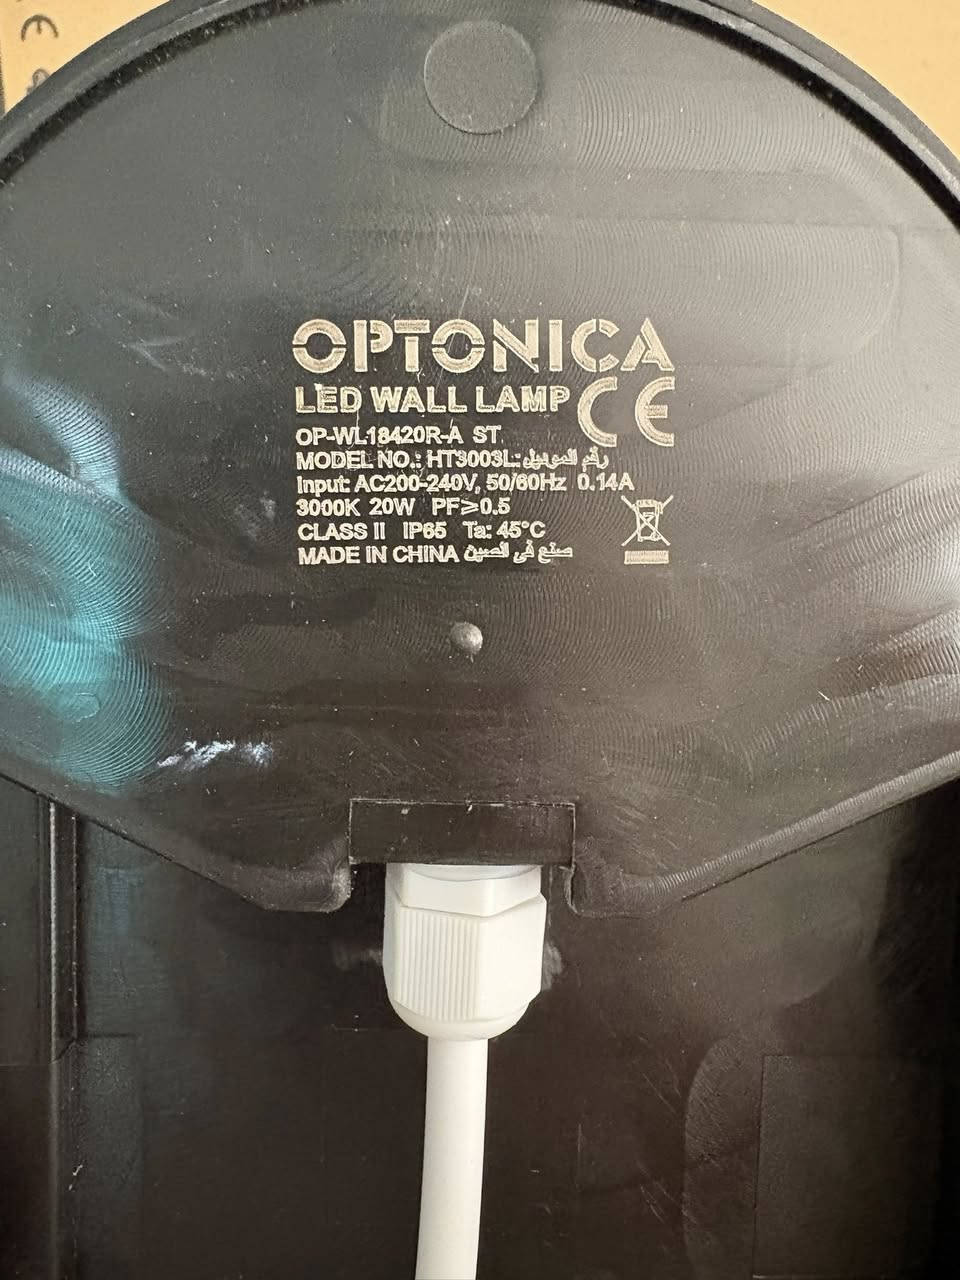 OPTONICA
LED WALL LAMP CE
OP-WL18420R-A ST
MODEL NO.: HT3003L:رقم الموديل
Input: AC200-240V, 50/60Hz 0.14A
3000K 20W PF≥0.5
CLASS II IP65 Ta: 45°C
MADE IN CHINA صنع في الصين